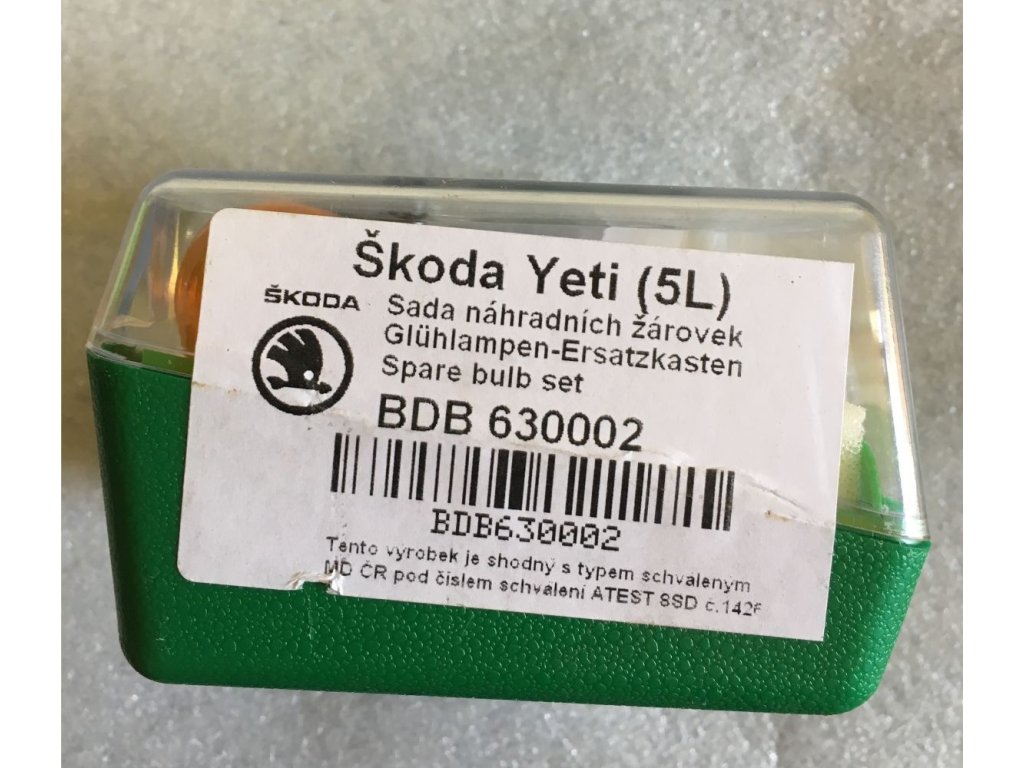 Škoda Yeti (5L)
ŠKODA
Sada náhradních žárovek
Glühlampen-Ersatzkasten
Spare bulb set
BDB 630002
BDB630002
Tento výrobek je shodný s typem schváleným
MD ČR pod číslem schválení ATEST 8SD č.